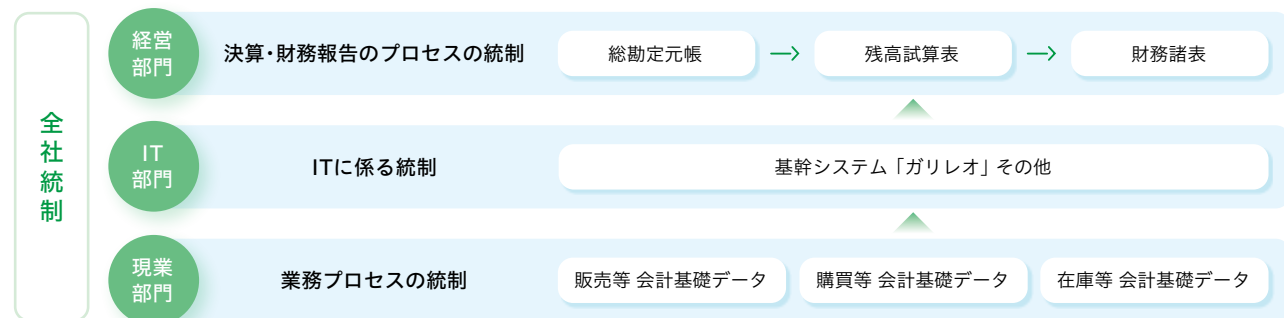 全社統制
経営
部門
決算・財務報告のプロセスの統制
総勘定元帳
残高試算表
財務諸表
IT
部門
ITに係る統制
基幹システム「ガリレオ」その他
現業
部門
業務プロセスの統制
販売等 会計基礎データ
購買等 会計基礎データ
在庫等 会計基礎データ